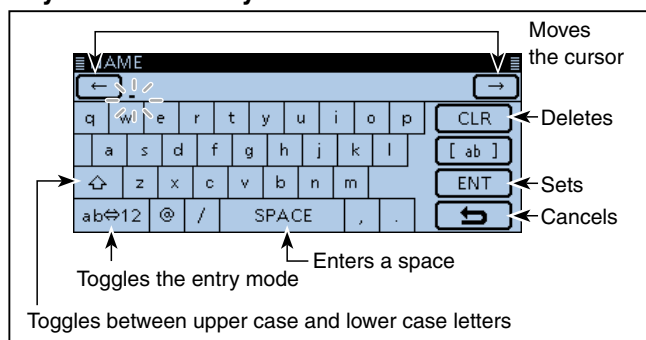 Moves
the cursor
NAME
← _ →
q w e r t y u i o p CLR Deletes
a s d f g h j k l [ ab ]
⇧ z x c v b n m ENT Sets
ab⇔12 @ / SPACE , . ⮌ Cancels
Enters a space
Toggles the entry mode
Toggles between upper case and lower case letters